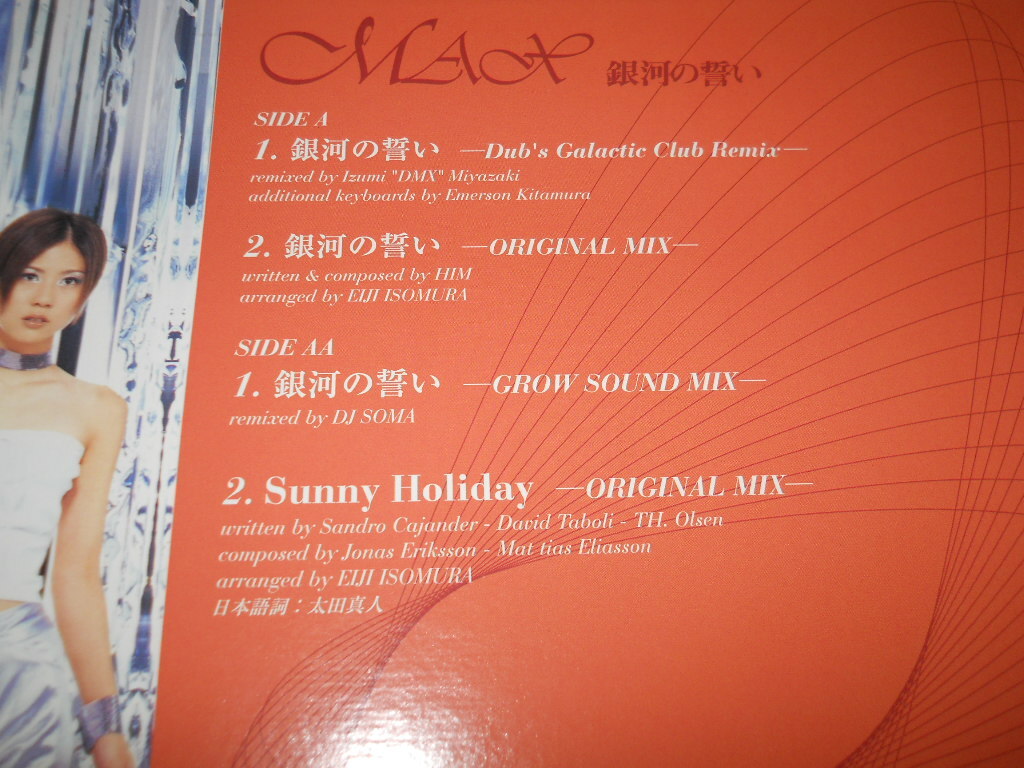 MAX 銀河の誓い
SIDE A
1. 銀河の誓い —Dub's Galactic Club Remix—
remixed by Izumi "DMX" Miyazaki
additional keyboards by Emerson Kitamura
2. 銀河の誓い —ORIGINAL MIX—
written & composed by HIM
arranged by EIJI ISOMURA
SIDE AA
1. 銀河の誓い —GROW SOUND MIX—
remixed by DJ SOMA
2. Sunny Holiday —ORIGINAL MIX—
written by Sandro Cajander - David Taboli - TH. Olsen
composed by Jonas Eriksson - Mat tias Eliasson
arranged by EIJI ISOMURA
日本語詞：太田真人